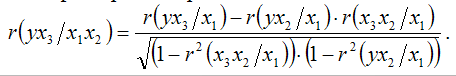 r(yx₃/x₁x₂) = (r(yx₃/x₁) − r(yx₂/x₁) · r(x₃x₂/x₁)) / √((1 − r²(x₃x₂/x₁)) · (1 − r²(yx₂/x₁))) .